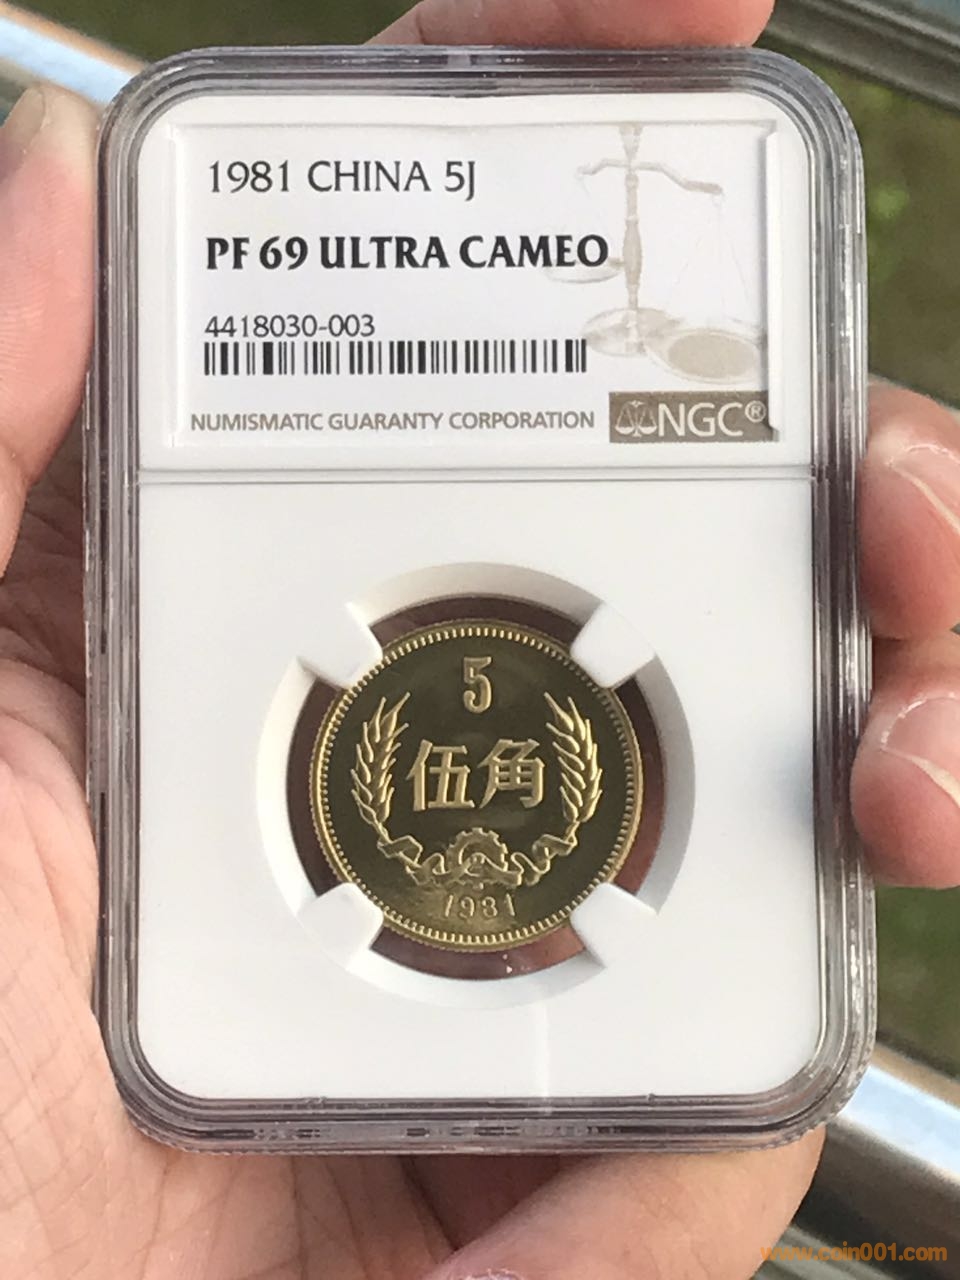 1981 CHINA 5J
PF 69 ULTRA CAMEO
4418030-003
NUMISMATIC GUARANTY CORPORATION
NGC®
5
伍角
1981
www.coin001.com